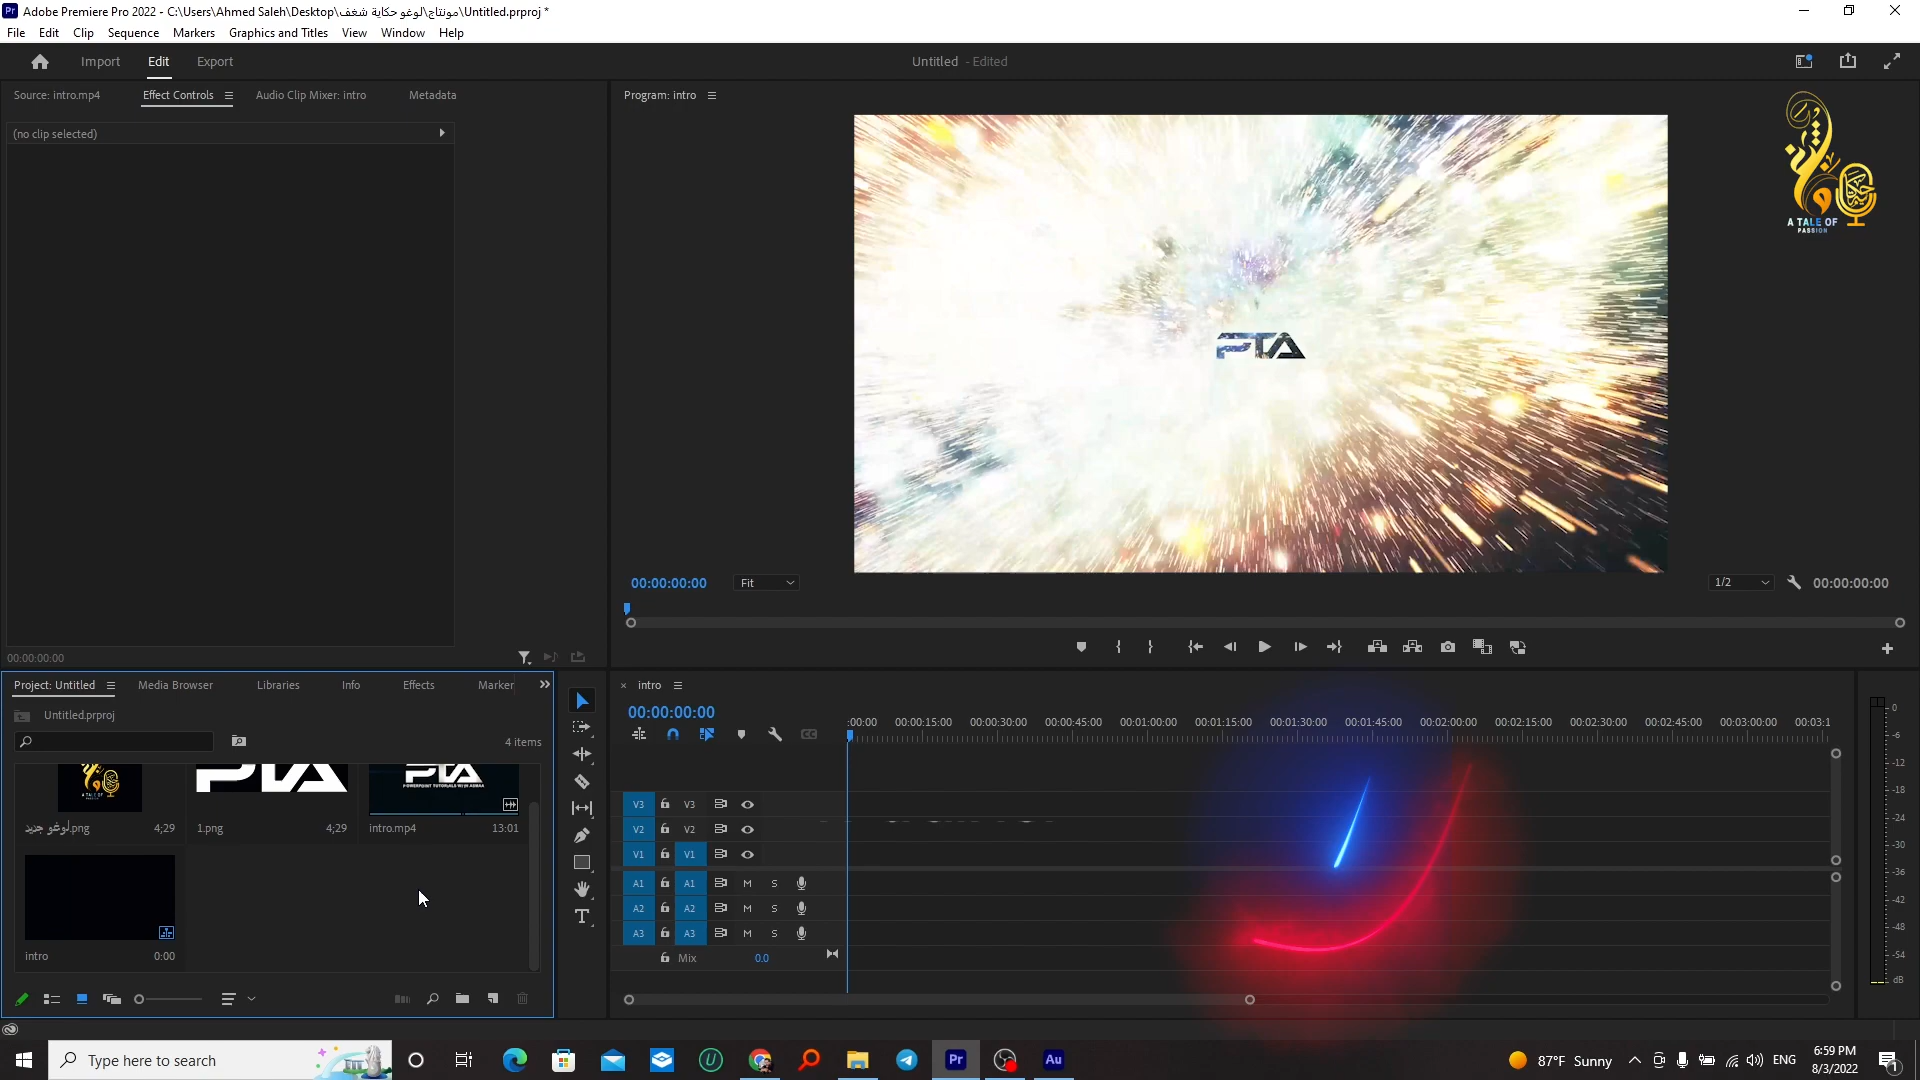 Adobe Premiere Pro 2022 - C:\Users\Ahmed Saleh\Desktop\مونتاج\لوغو حكاية شغف\Untitled.prproj *
File Edit Clip Sequence Markers Graphics and Titles View Window Help
Import Edit Export
Untitled - Edited
Source: intro.mp4 Effect Controls Audio Clip Mixer: intro Metadata
Program: intro
(no clip selected)
A TALE OF
PASSION
PTA
00:00:00:00 Fit
1/2 00:00:00:00
00:00:00:00
Project: Untitled Media Browser Libraries Info Effects Marker
Untitled.prproj
4 items
PTA
لوغو جديد.png 4;29
1.png 4;29
intro.mp4 13:01
intro 0:00
intro
00:00:00:00
:00:00 00:00:15:00 00:00:30:00 00:00:45:00 00:01:00:00 00:01:15:00 00:01:30:00 00:01:45:00 00:02:00:00 00:02:15:00 00:02:30:00 00:02:45:00 00:03:00:00 00:03:1
V3 V3
V2 V2
V1 V1
A1 A1 M S
A2 A2 M S
A3 A3 M S
Mix 0.0
0
-6
-12
-18
-24
-30
-36
-42
-48
-54
dB
Type here to search
Pr
Au
87°F Sunny
ENG
6:59 PM
8/3/2022
1